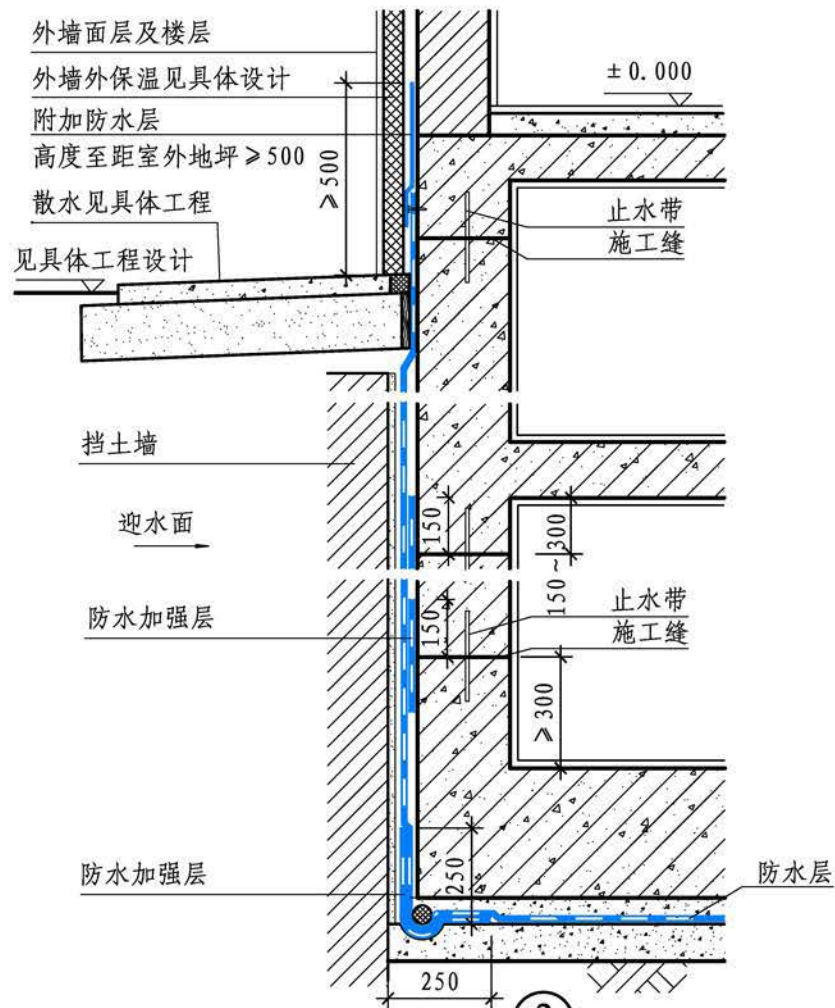 外墙面层及楼层
外墙外保温见具体设计
附加防水层
高度至距室外地坪≥500
散水见具体工程
见具体工程设计
≥500
±0.000
止水带
施工缝
挡土墙
迎水面
150
150~300
防水加强层
150
止水带
施工缝
≥300
防水加强层
250
防水层
250